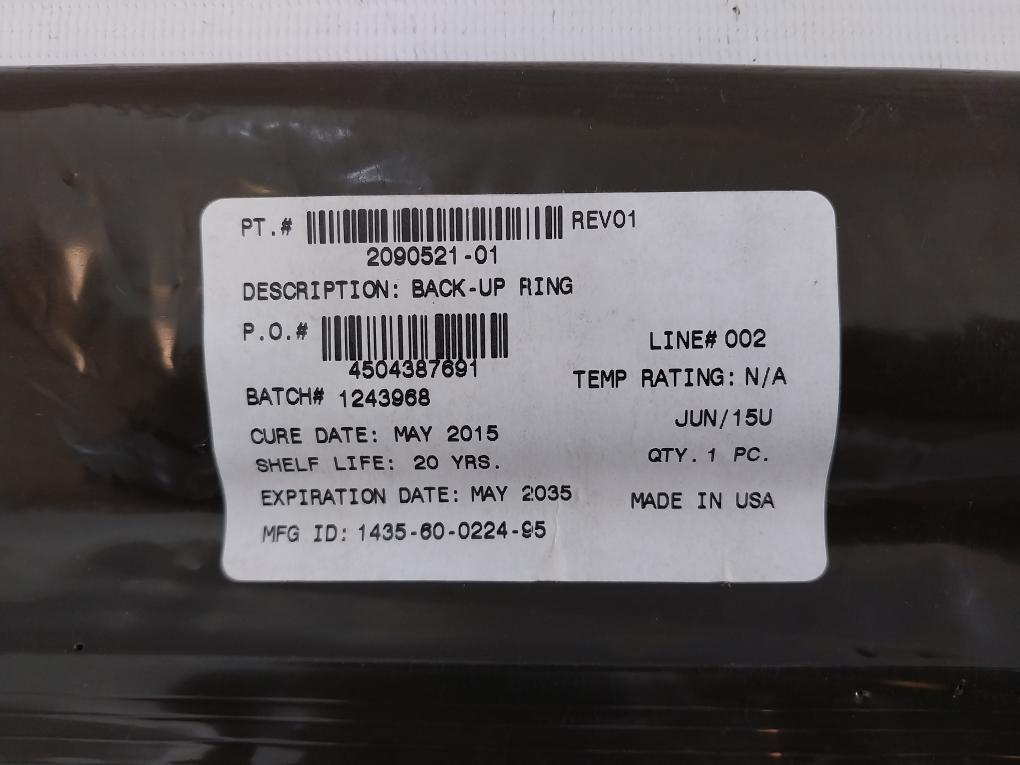 PT.# REV01
2090521-01
DESCRIPTION: BACK-UP RING
P.O.# LINE# 002
4504387691
TEMP RATING: N/A
BATCH# 1243968
JUN/15U
CURE DATE: MAY 2015
QTY. 1 PC.
SHELF LIFE: 20 YRS.
EXPIRATION DATE: MAY 2035
MADE IN USA
MFG ID: 1435-60-0224-95